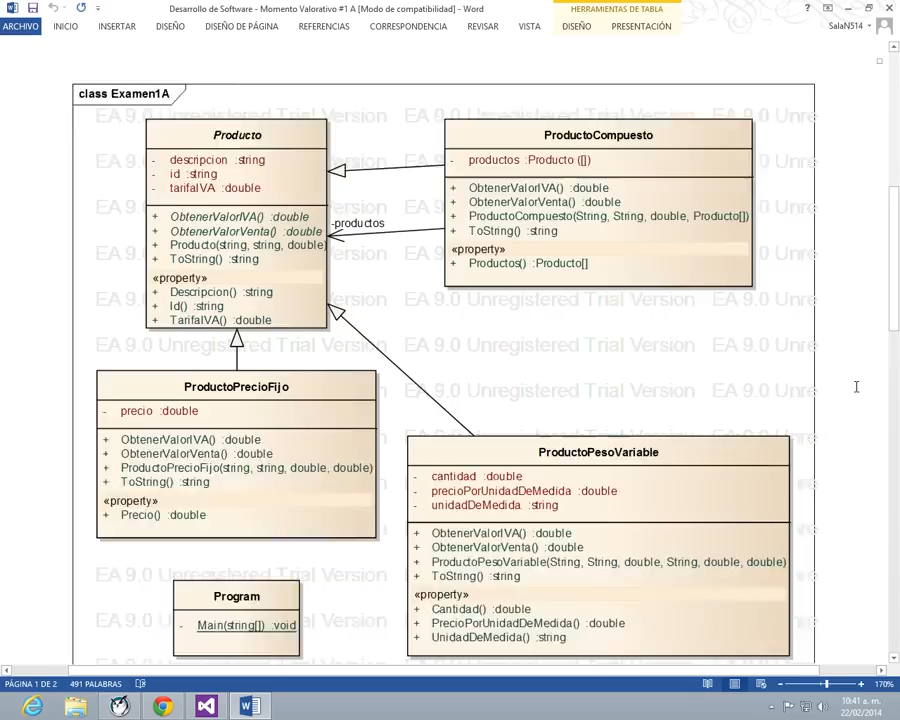 Desarrollo de Software - Momento Valorativo #1 A [Modo de compatibilidad] - Word
HERRAMIENTAS DE TABLA
ARCHIVO INICIO INSERTAR DISEÑO DISEÑO DE PÁGINA REFERENCIAS CORRESPONDENCIA REVISAR VISTA DISEÑO PRESENTACIÓN SalaN514
class Examen1A
EA 9.0 Unregistered Trial Version
Producto
- descripcion :string
- id :string
- tarifaIVA :double
+ ObtenerValorIVA() :double
+ ObtenerValorVenta() :double
+ Producto(string, string, double)
+ ToString() :string
«property»
+ Descripcion() :string
+ Id() :string
+ TarifaIVA() :double
-productos
ProductoCompuesto
- productos :Producto ([])
+ ObtenerValorIVA() :double
+ ObtenerValorVenta() :double
+ ProductoCompuesto(String, String, double, Producto[])
+ ToString() :string
«property»
+ Productos() :Producto[]
ProductoPrecioFijo
- precio :double
+ ObtenerValorIVA() :double
+ ObtenerValorVenta() :double
+ ProductoPrecioFijo(string, string, double, double)
+ ToString() :string
«property»
+ Precio() :double
ProductoPesoVariable
- cantidad :double
- precioPorUnidadDeMedida :double
- unidadDeMedida :string
+ ObtenerValorIVA() :double
+ ObtenerValorVenta() :double
+ ProductoPesoVariable(String, String, double, String, double, double)
+ ToString() :string
«property»
+ Cantidad() :double
+ PrecioPorUnidadDeMedida() :double
+ UnidadDeMedida() :string
Program
- Main(string[]) :void
PÁGINA 1 DE 2 491 PALABRAS 170%
10:41 a. m.
22/02/2014